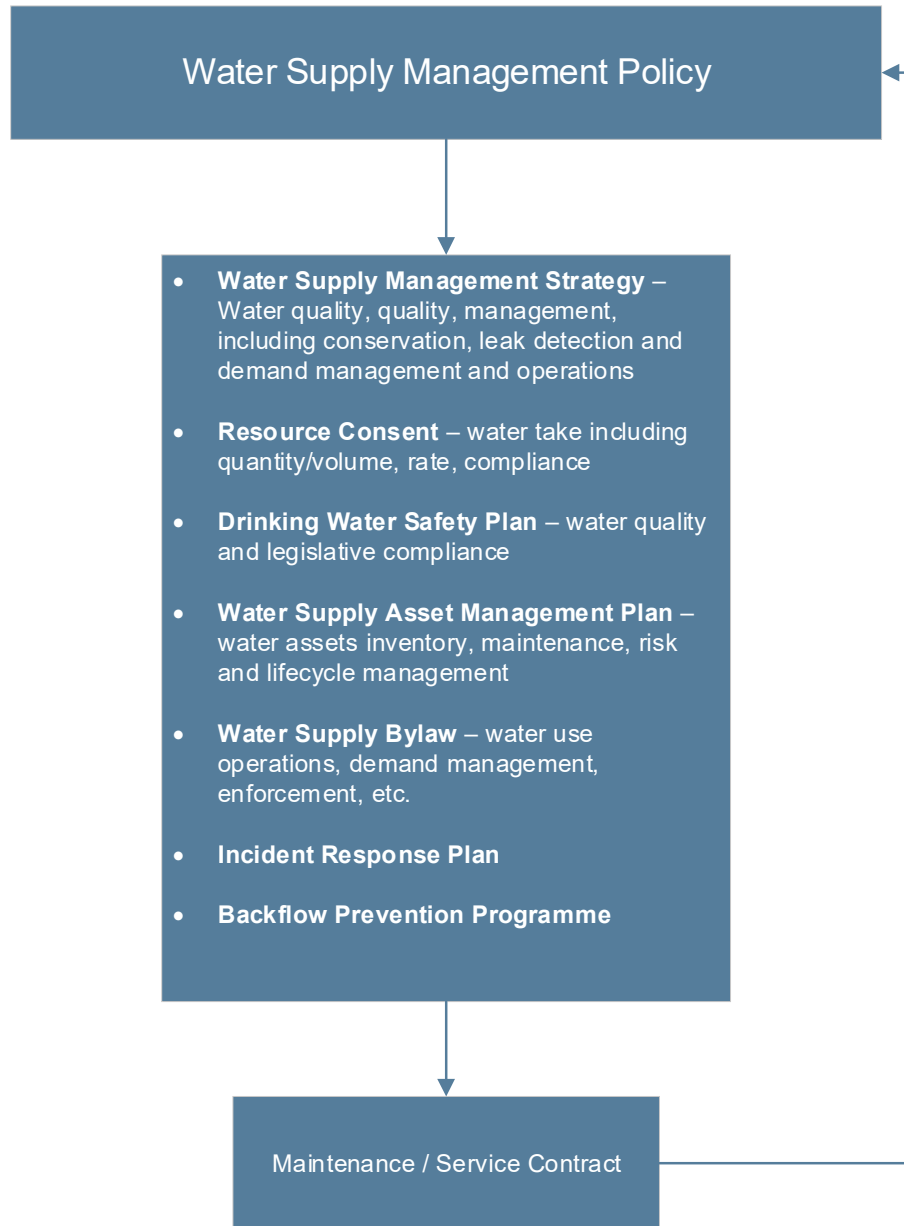 Water Supply Management Policy
• Water Supply Management Strategy –
Water quality, quality, management,
including conservation, leak detection and
demand management and operations
• Resource Consent – water take including
quantity/volume, rate, compliance
• Drinking Water Safety Plan – water quality
and legislative compliance
• Water Supply Asset Management Plan –
water assets inventory, maintenance, risk
and lifecycle management
• Water Supply Bylaw – water use
operations, demand management,
enforcement, etc.
• Incident Response Plan
• Backflow Prevention Programme
Maintenance / Service Contract